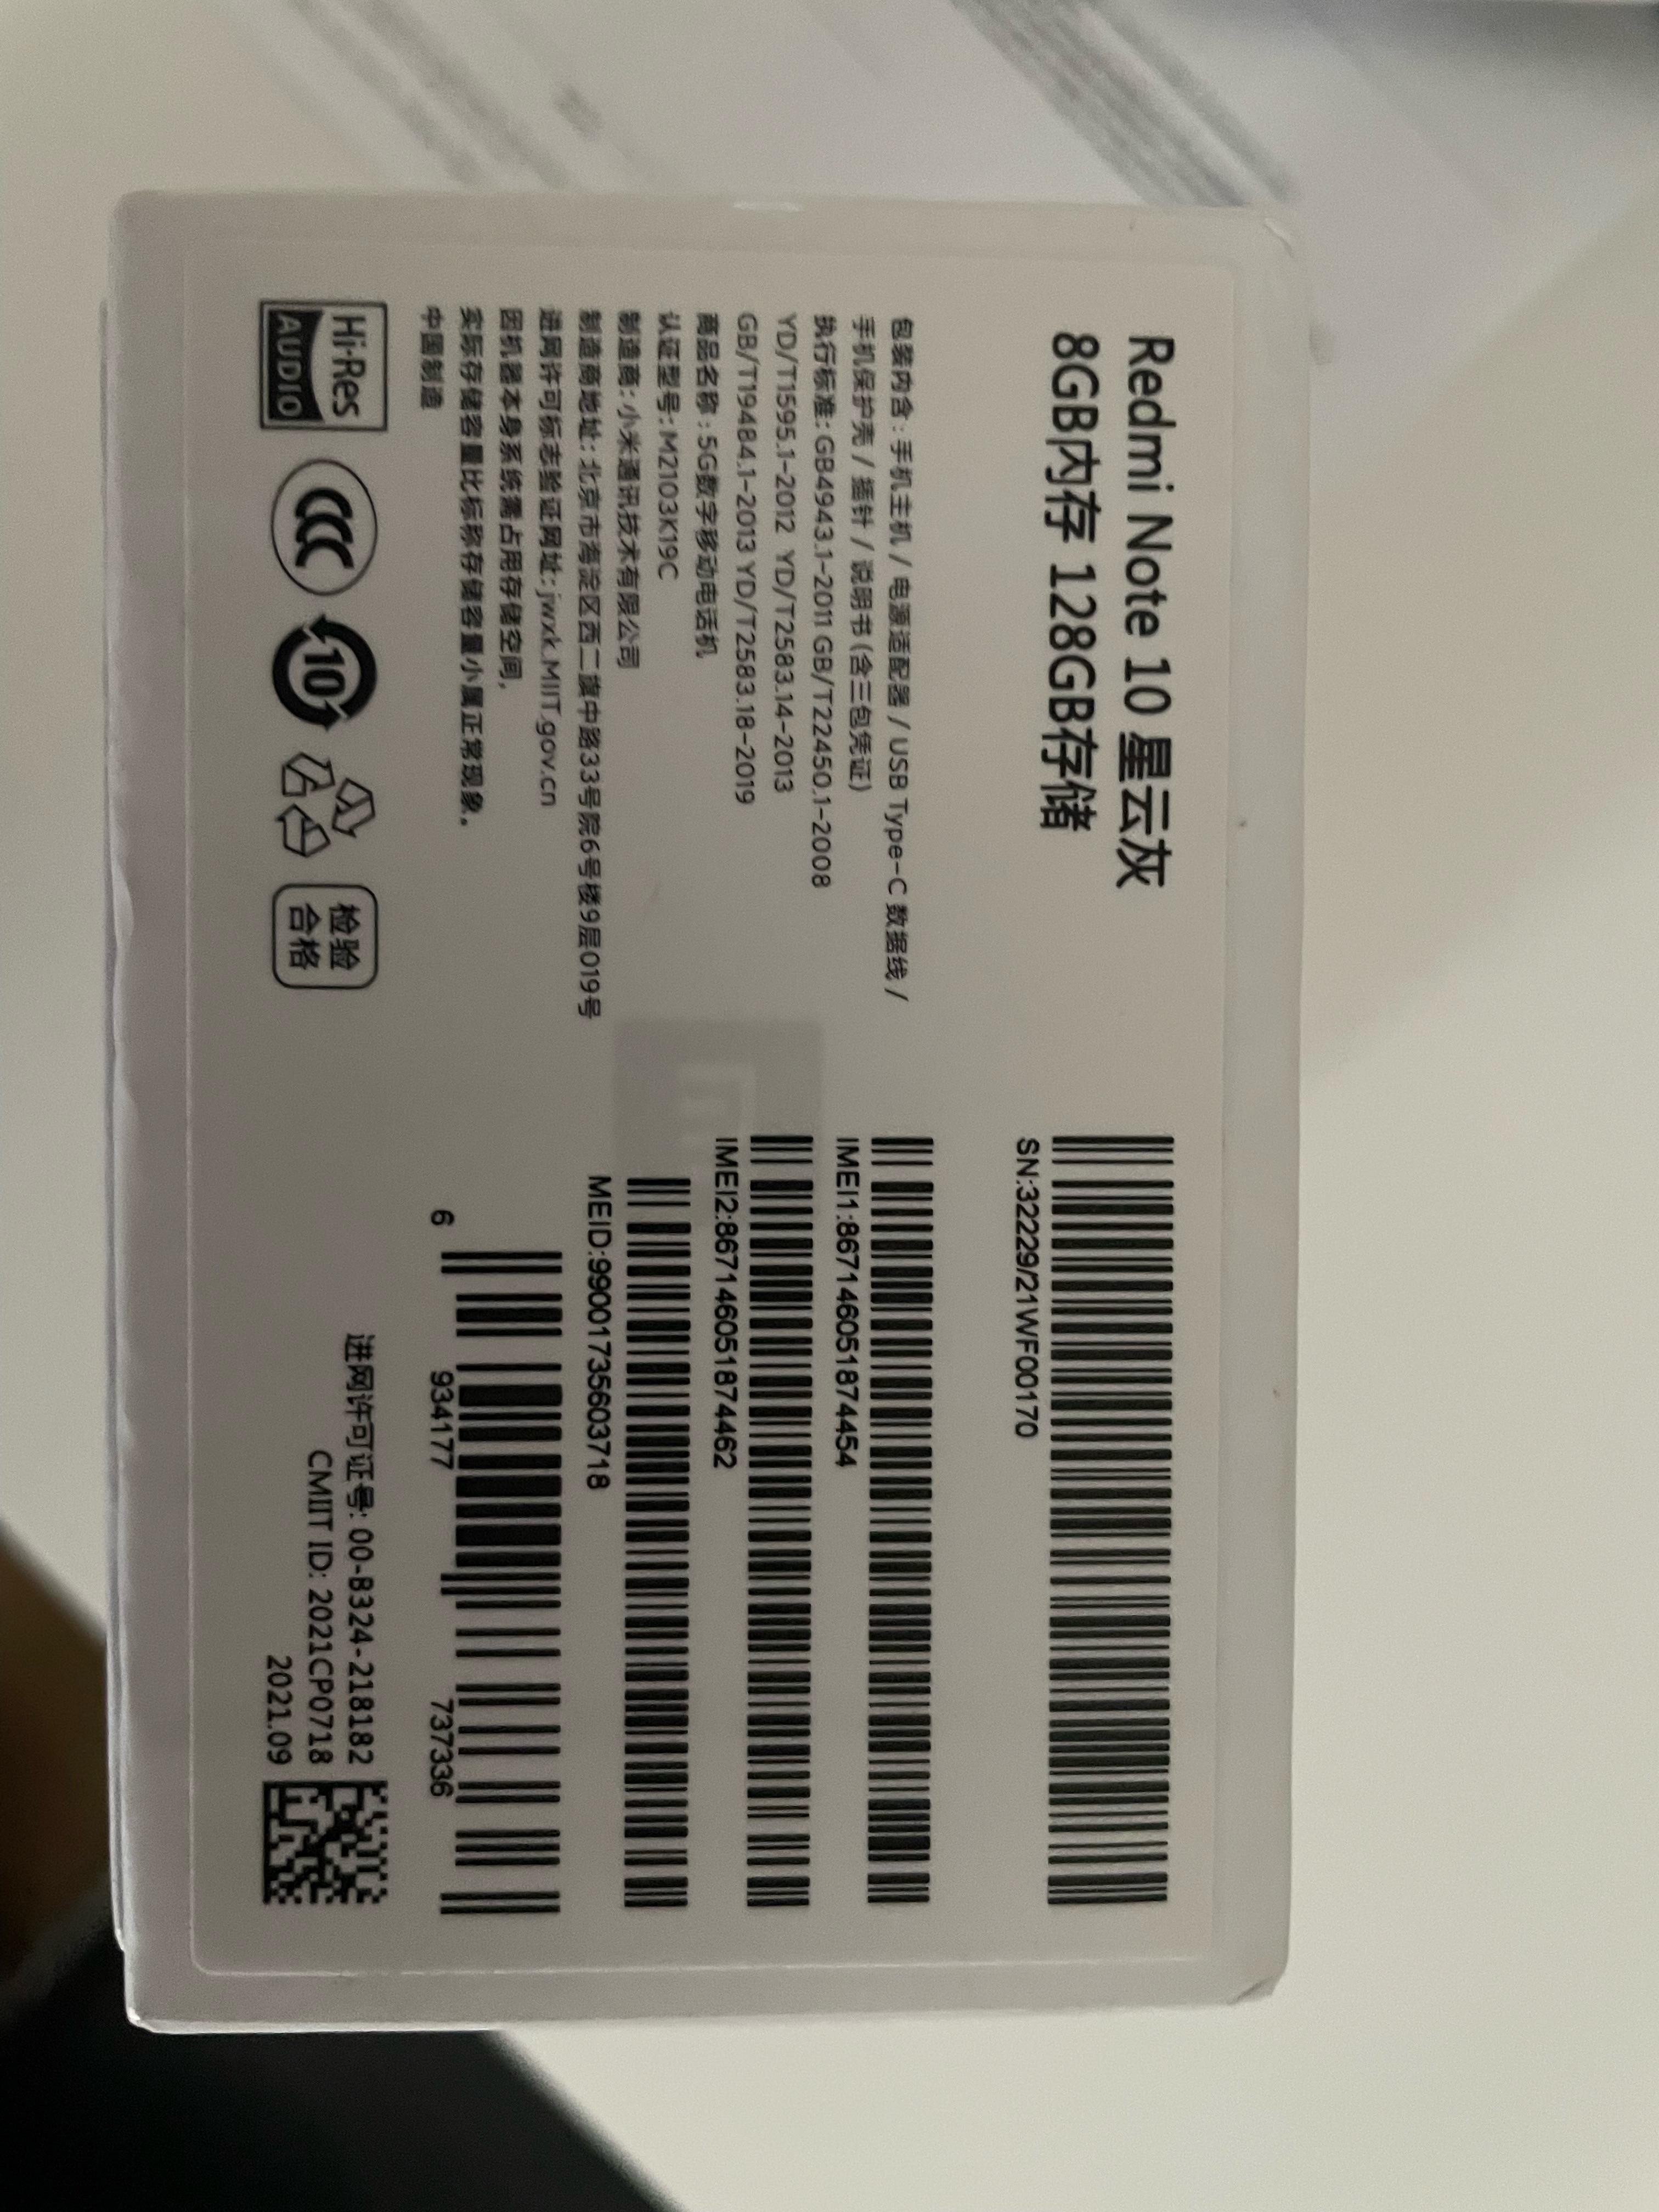 Redmi Note 10 星云灰
8GB内存 128GB存储
SN:32229/21WF00170
包装内含：手机主机 / 电源适配器 / USB Type-C 数据线 /
手机保护壳 / 插针 / 说明书 (含三包凭证)
执行标准: GB4943.1-2011 GB/T22450.1-2008
YD/T1595.1-2012 YD/T2583.14-2013
GB/T19484.1-2013 YD/T2583.18-2019
商品名称：5G数字移动电话机
认证型号: M2103K19C
制造商: 小米通讯技术有限公司
制造商地址: 北京市海淀区西二旗中路33号院6号楼9层019号
进网许可标志验证网址: jwxk.MIIT.gov.cn
因机器本身系统需占用存储空间,
实际存储容量比标称存储容量小属正常现象。
中国制造
IMEI1:867146051874454
IMEI2:867146051874462
MEID:99001735603718
6 934177 737336
Hi-Res
AUDIO
CCC
10
检验
合格
进网许可证号: 00-B324-218182
CMIIT ID: 2021CP0718
2021.09